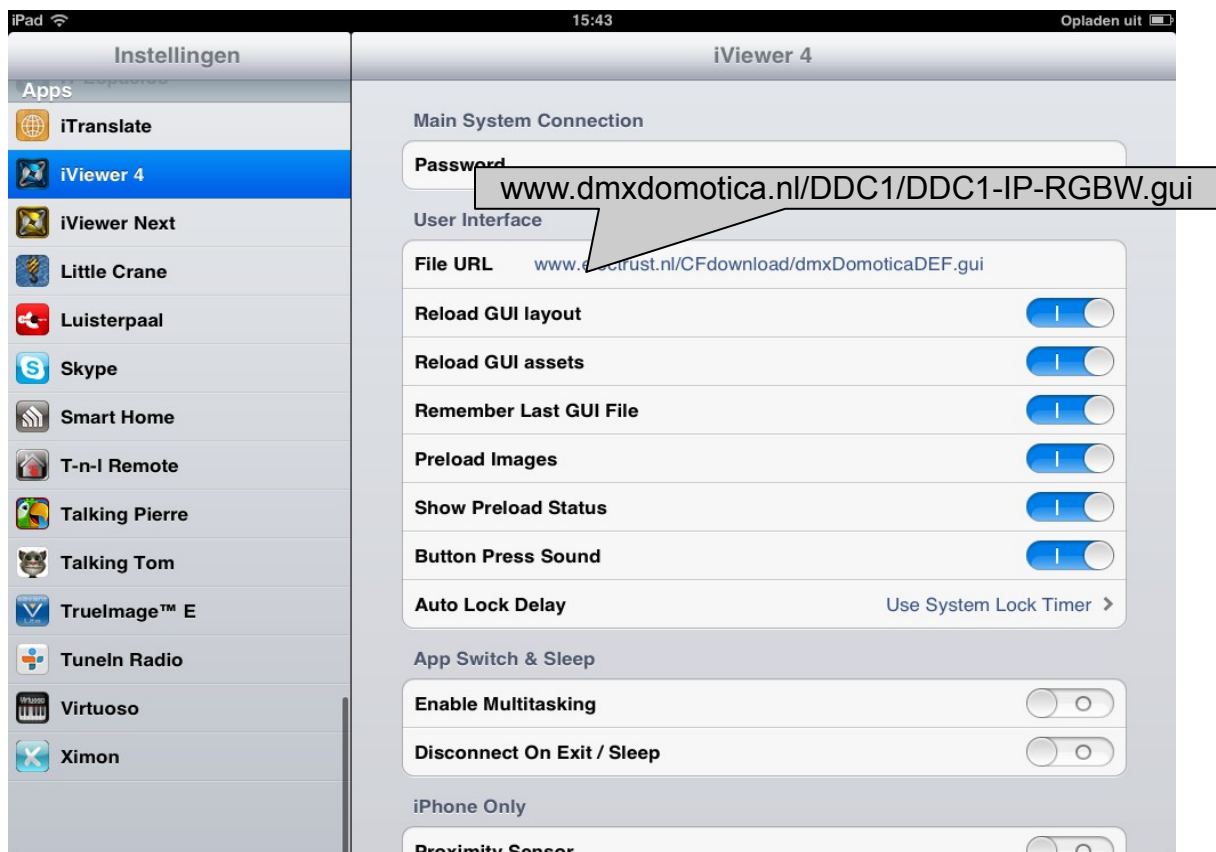 iPad 15:43 Opladen uit
Instellingen
iViewer 4
Apps
iTranslate
iViewer 4
iViewer Next
Little Crane
Luisterpaal
Skype
Smart Home
T-n-I Remote
Talking Pierre
Talking Tom
TrueImage™ E
TuneIn Radio
Virtuoso
Ximon
Main System Connection
Password
www.dmxdomotica.nl/DDC1/DDC1-IP-RGBW.gui
User Interface
File URL www.electrust.nl/CFdownload/dmxDomoticaDEF.gui
Reload GUI layout
Reload GUI assets
Remember Last GUI File
Preload Images
Show Preload Status
Button Press Sound
Auto Lock Delay Use System Lock Timer
App Switch & Sleep
Enable Multitasking
Disconnect On Exit / Sleep
iPhone Only
Proximity Sensor